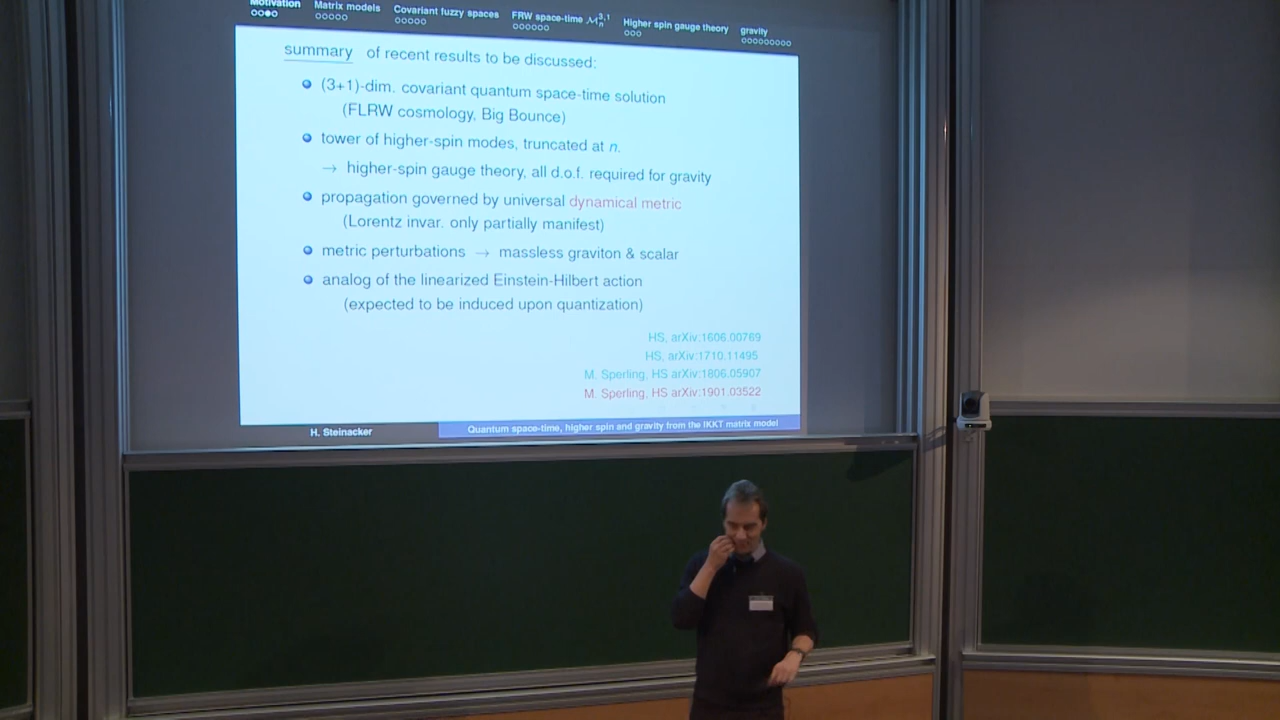 Motivation
Matrix models
Covariant fuzzy spaces
FRW space-time M_n^{3,1}
Higher spin gauge theory
gravity
summary of recent results to be discussed:
(3+1)-dim. covariant quantum space-time solution
(FLRW cosmology, Big Bounce)
tower of higher-spin modes, truncated at n.
→ higher-spin gauge theory, all d.o.f. required for gravity
propagation governed by universal dynamical metric
(Lorentz invar. only partially manifest)
metric perturbations → massless graviton & scalar
analog of the linearized Einstein-Hilbert action
(expected to be induced upon quantization)
HS, arXiv:1606.00769
HS, arXiv:1710.11495
M. Sperling, HS arXiv:1806.05907
M. Sperling, HS arXiv:1901.03522
H. Steinacker
Quantum space-time, higher spin and gravity from the IKKT matrix model